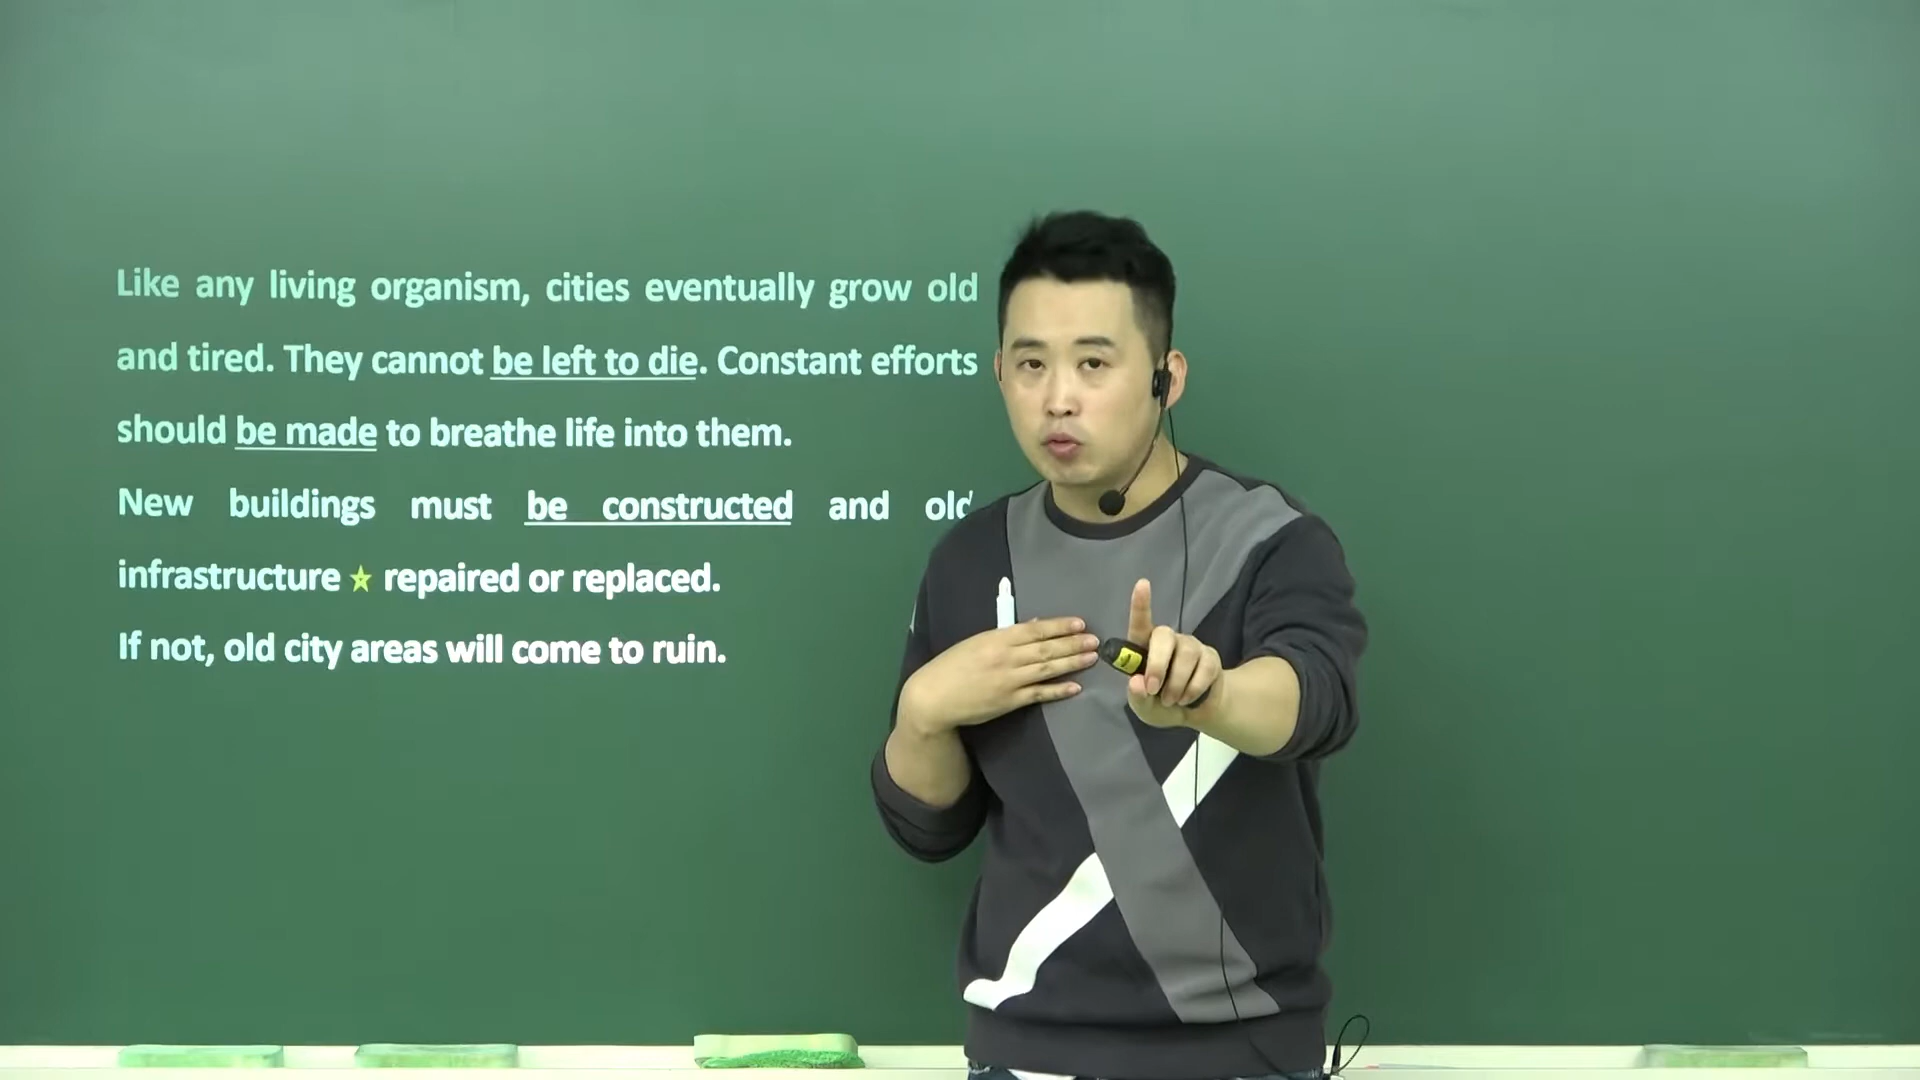 Like any living organism, cities eventually grow old
and tired. They cannot be left to die. Constant efforts
should be made to breathe life into them.
New buildings must be constructed and old
infrastructure ★ repaired or replaced.
If not, old city areas will come to ruin.